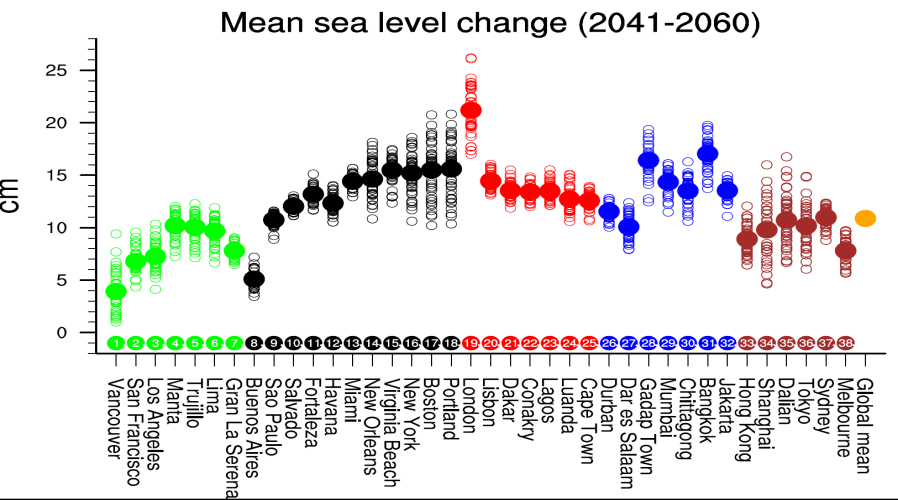 Mean sea level change (2041-2060)
cm
25
20
15
10
5
0
1 2 3 4 5 6 7 8 9 10 11 12 13 14 15 16 17 18 19 20 21 22 23 24 25 26 27 28 29 30 31 32 33 34 35 36 37 38
Vancouver
San Francisco
Los Angeles
Manta
Trujillo
Lima
Gran La Serena
Buenos Aires
Sao Paulo
Salvado
Fortaleza
Havana
Miami
New Orleans
Virginia Beach
New York
Boston
Portland
London
Lisbon
Dakar
Conakry
Lagos
Luanda
Cape Town
Durban
Dar es Salaam
Gadap Town
Mumbai
Chittagong
Bangkok
Jakarta
Hong Kong
Shanghai
Dalian
Tokyo
Sydney
Melbourne
Global mean